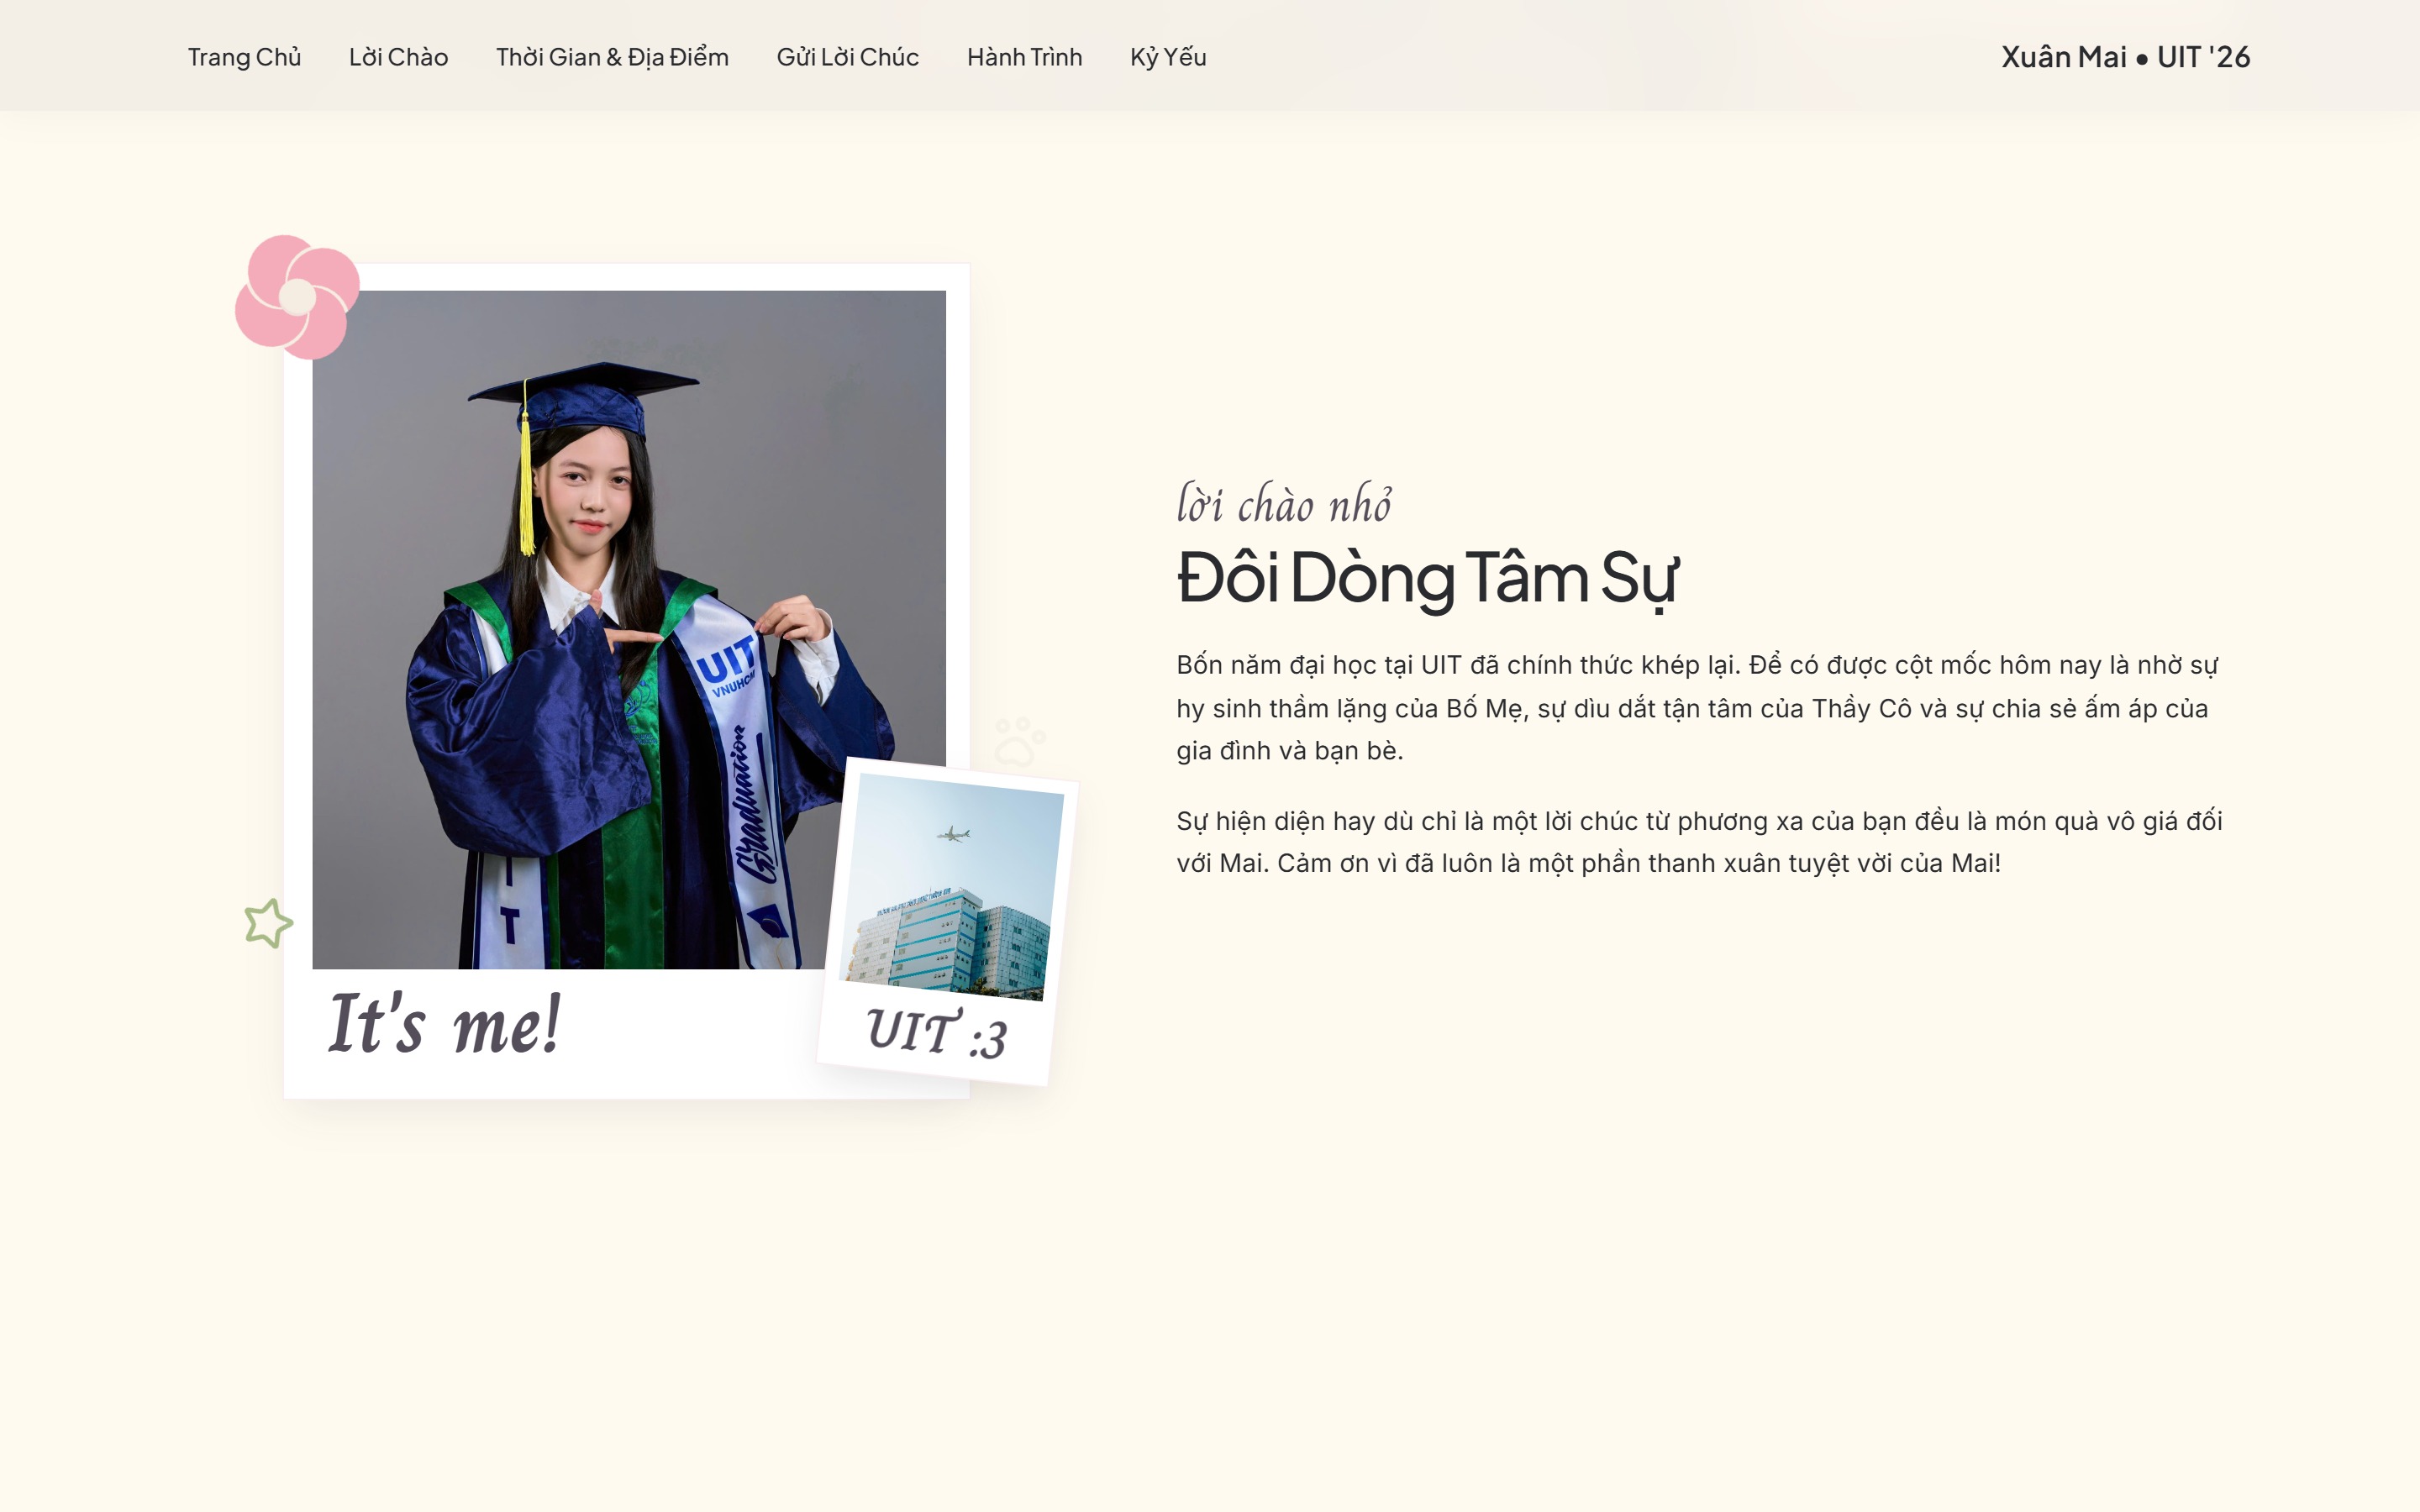 Trang Chủ Lời Chào Thời Gian & Địa Điểm Gửi Lời Chúc Hành Trình Kỷ Yếu Xuân Mai • UIT '26
UIT
VNUHCM
Graduation
T
It's me!
UIT :3
lời chào nhỏ
Đôi Dòng Tâm Sự
Bốn năm đại học tại UIT đã chính thức khép lại. Để có được cột mốc hôm nay là nhờ sự
hy sinh thầm lặng của Bố Mẹ, sự dìu dắt tận tâm của Thầy Cô và sự chia sẻ ấm áp của
gia đình và bạn bè.
Sự hiện diện hay dù chỉ là một lời chúc từ phương xa của bạn đều là món quà vô giá đối
với Mai. Cảm ơn vì đã luôn là một phần thanh xuân tuyệt vời của Mai!